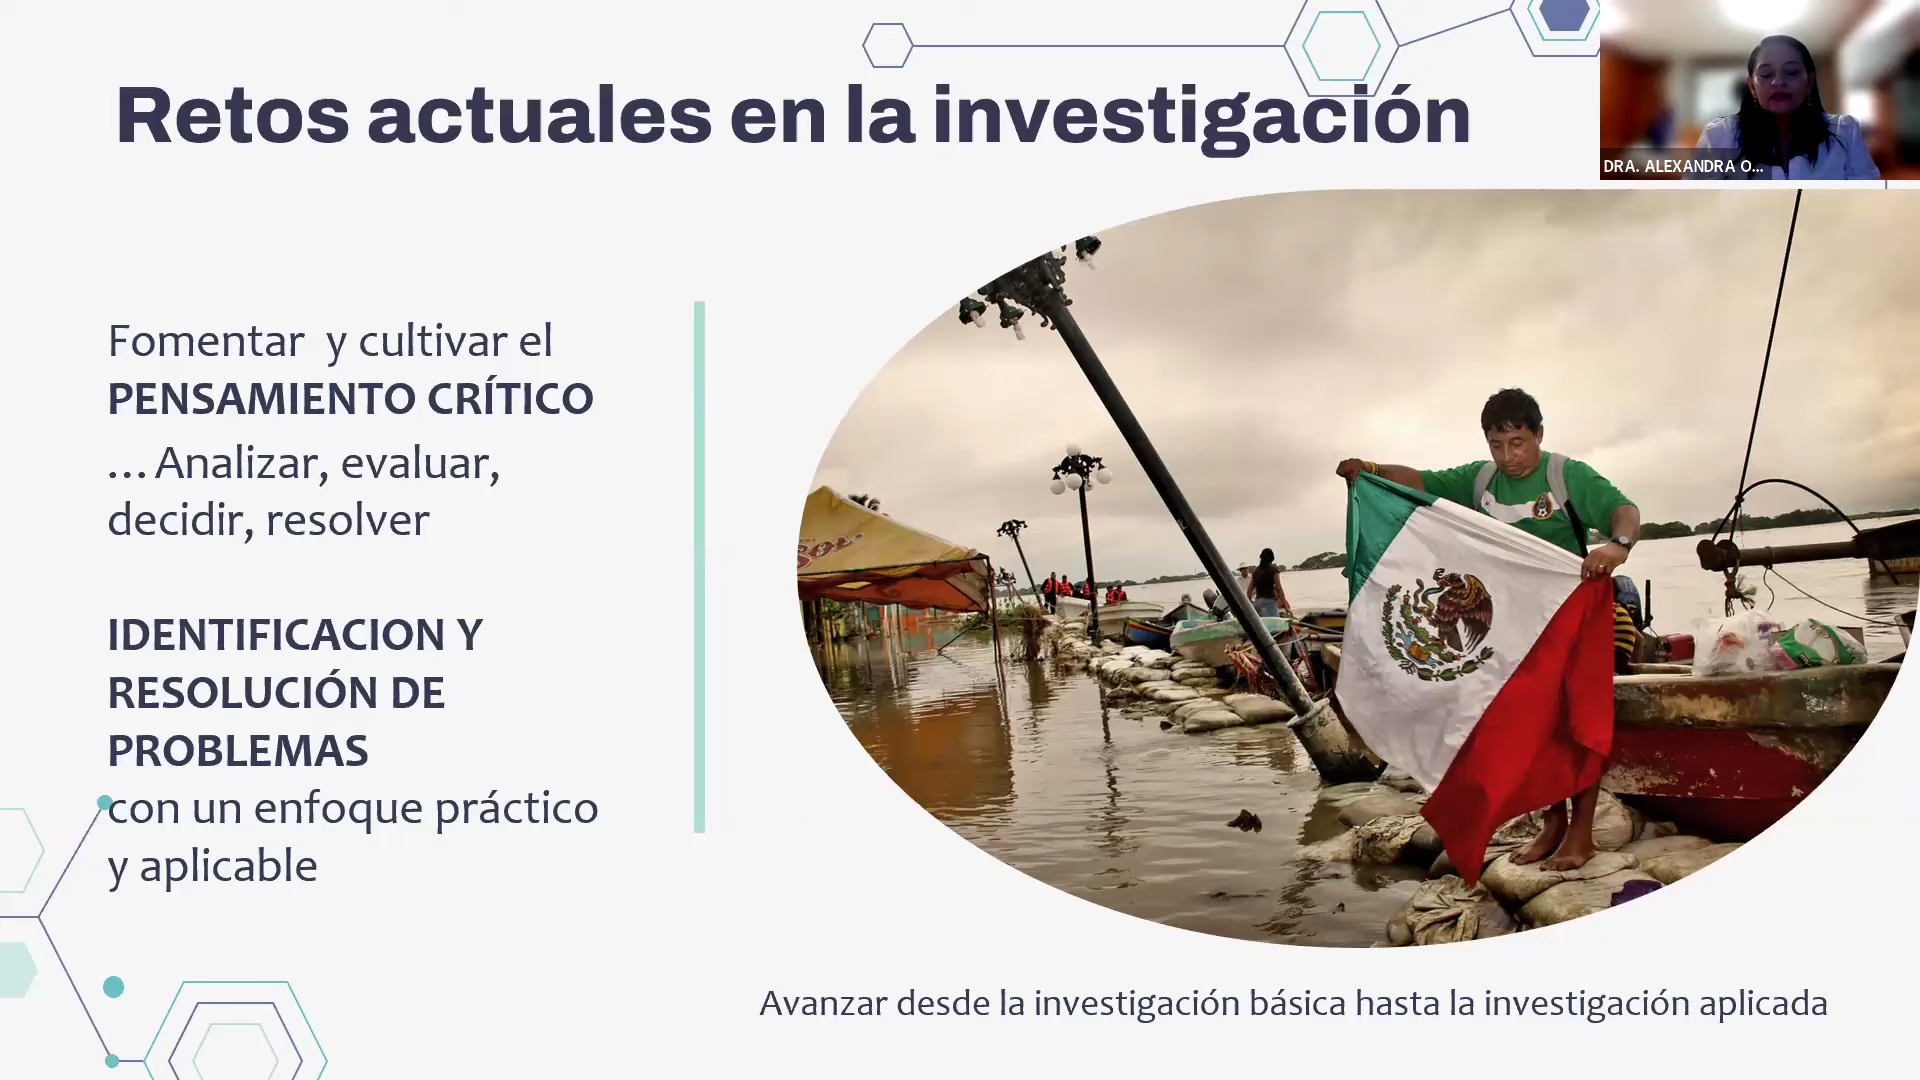 Retos actuales en la investigación
DRA. ALEXANDRA O...
Fomentar  y cultivar el
PENSAMIENTO CRÍTICO
...Analizar, evaluar,
decidir, resolver
IDENTIFICACION Y
RESOLUCIÓN DE
PROBLEMAS
con un enfoque práctico
y aplicable
Avanzar desde la investigación básica hasta la investigación aplicada